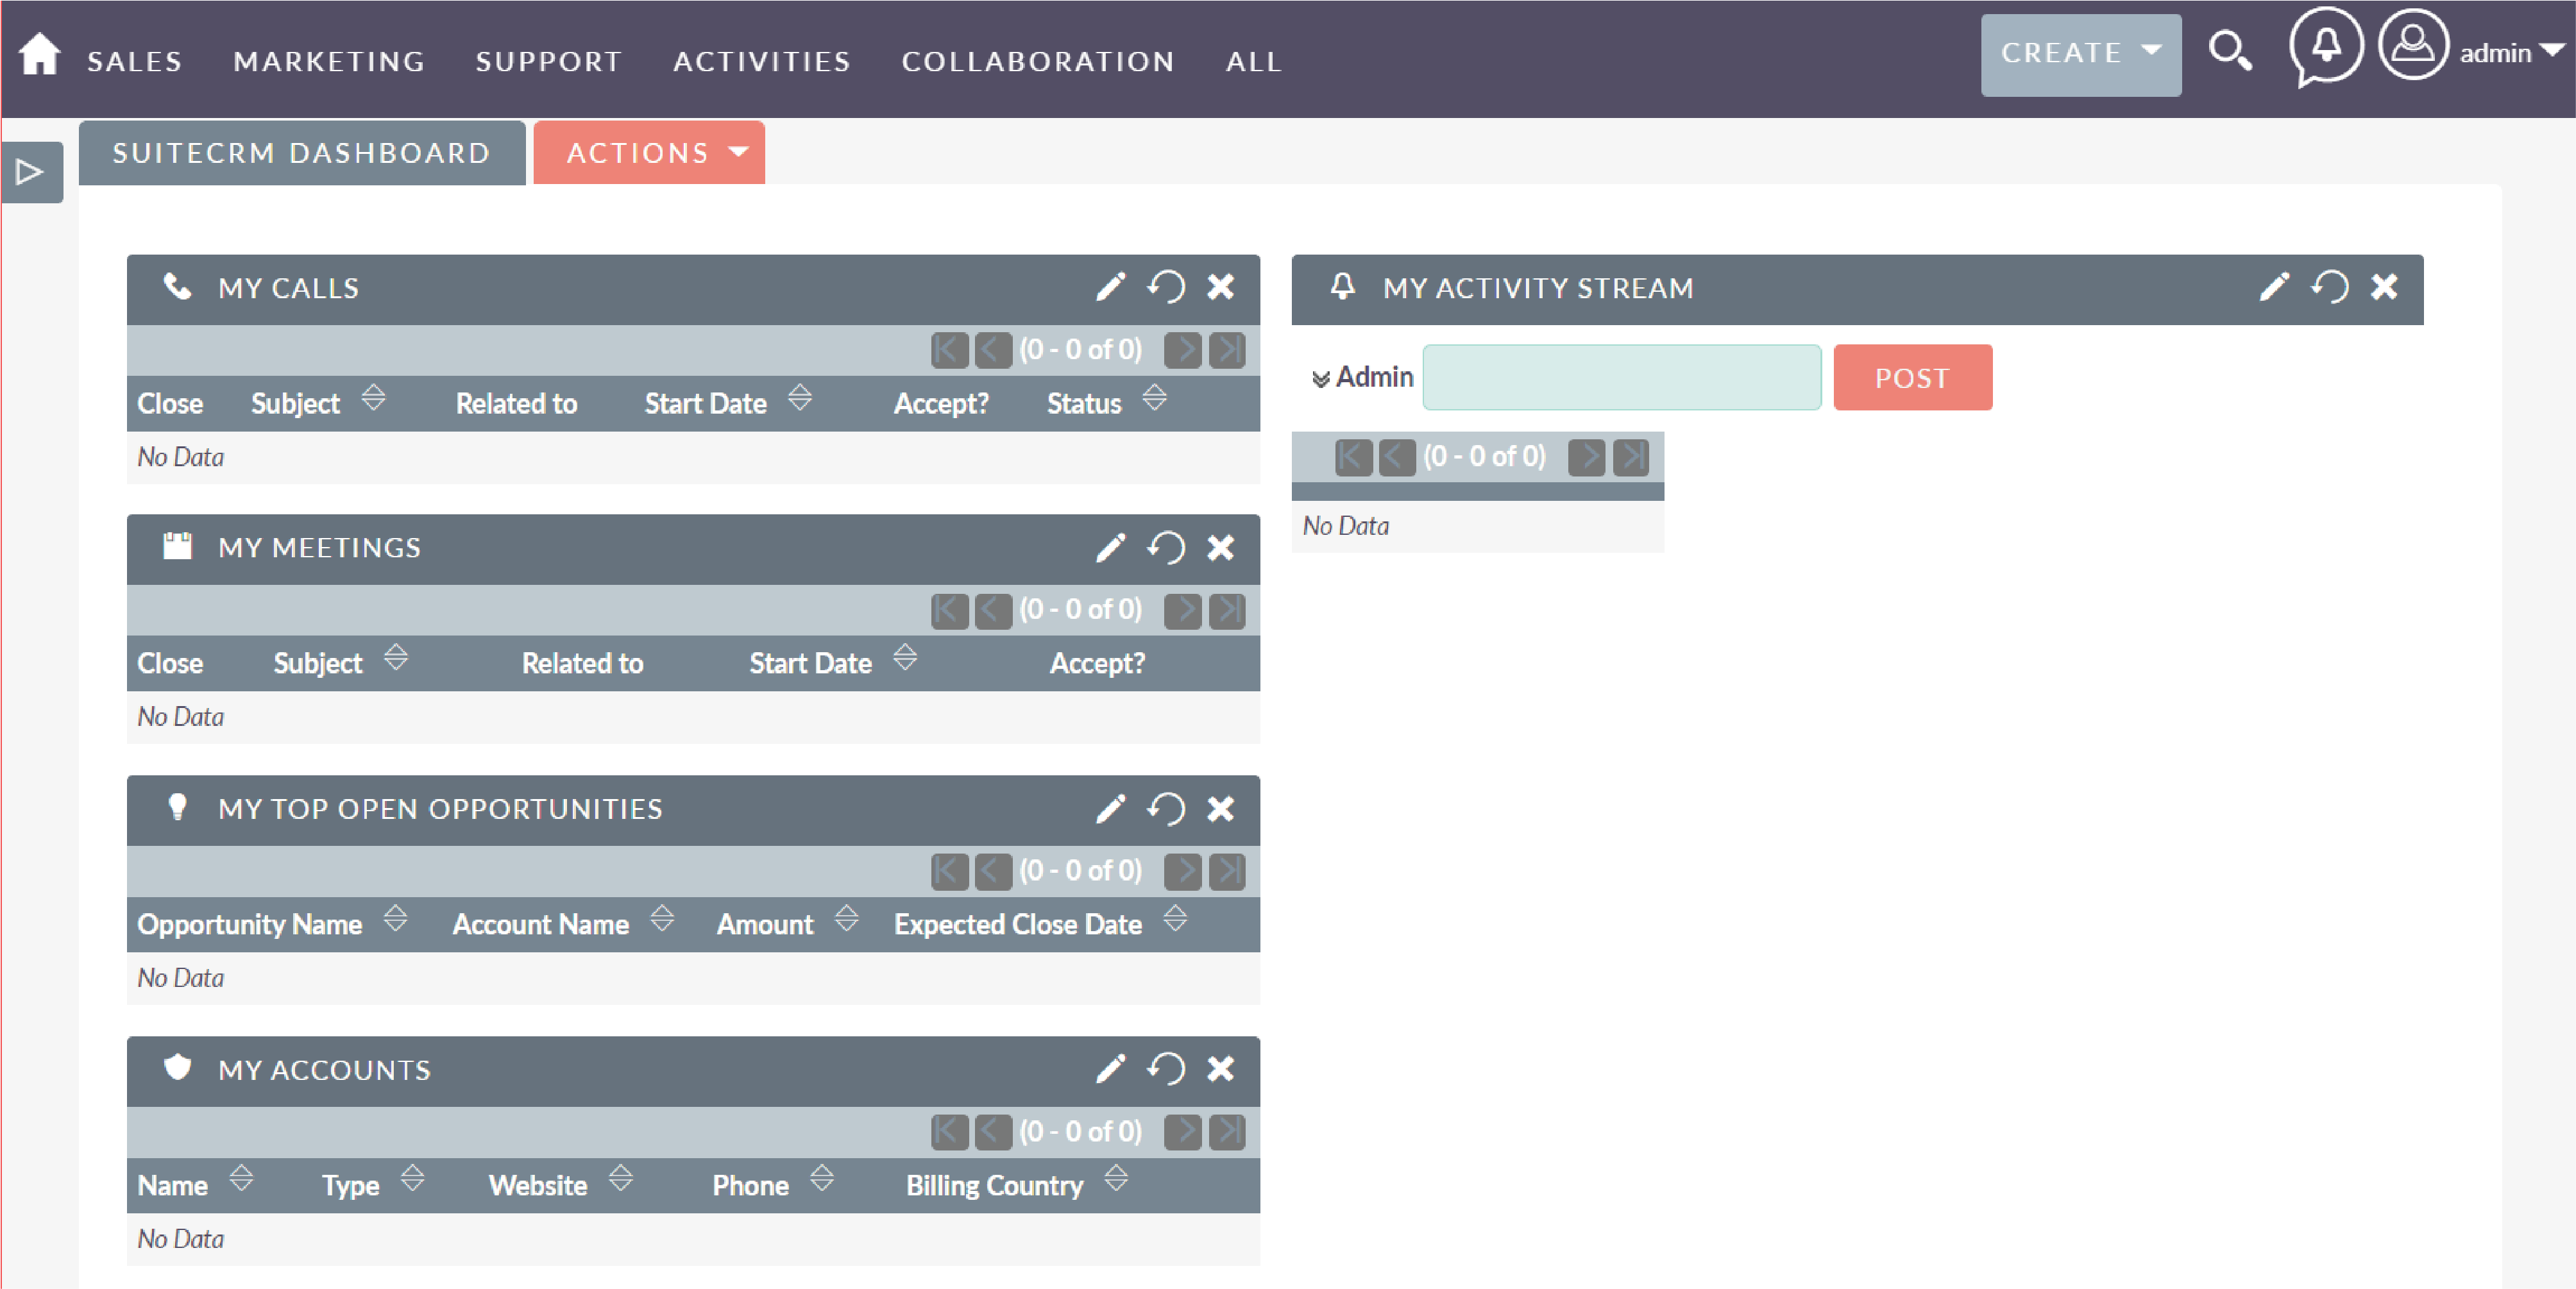 SALES MARKETING SUPPORT ACTIVITIES COLLABORATION ALL CREATE admin
SUITECRM DASHBOARD ACTIONS
MY CALLS
(0 - 0 of 0)
Close Subject Related to Start Date Accept? Status
No Data
MY MEETINGS
(0 - 0 of 0)
Close Subject Related to Start Date Accept?
No Data
MY TOP OPEN OPPORTUNITIES
(0 - 0 of 0)
Opportunity Name Account Name Amount Expected Close Date
No Data
MY ACCOUNTS
(0 - 0 of 0)
Name Type Website Phone Billing Country
No Data
MY ACTIVITY STREAM
Admin POST
(0 - 0 of 0)
No Data